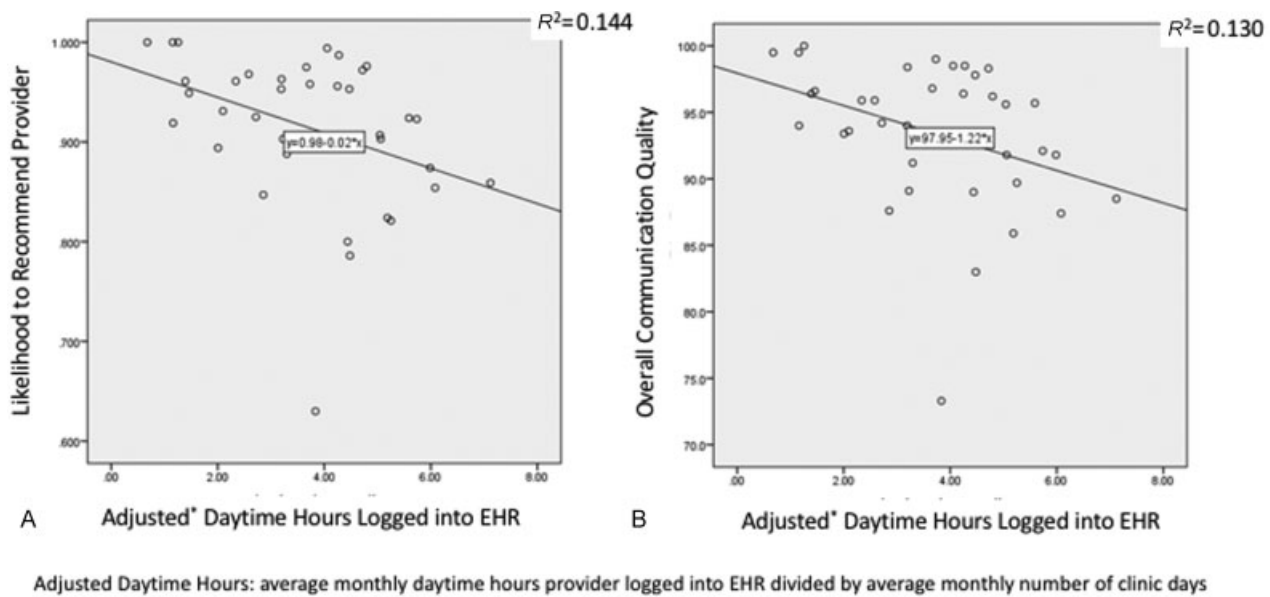 R²=0.144
Likelihood to Recommend Provider
1.000
.900
.800
.700
.600
y=0.98-0.02*x
.00 2.00 4.00 6.00 8.00
A Adjusted* Daytime Hours Logged into EHR
R²=0.130
Overall Communication Quality
100.0
95.0
90.0
85.0
80.0
75.0
70.0
y=97.95-1.22*x
.00 2.00 4.00 6.00 8.00
B Adjusted* Daytime Hours Logged into EHR
Adjusted Daytime Hours: average monthly daytime hours provider logged into EHR divided by average monthly number of clinic days